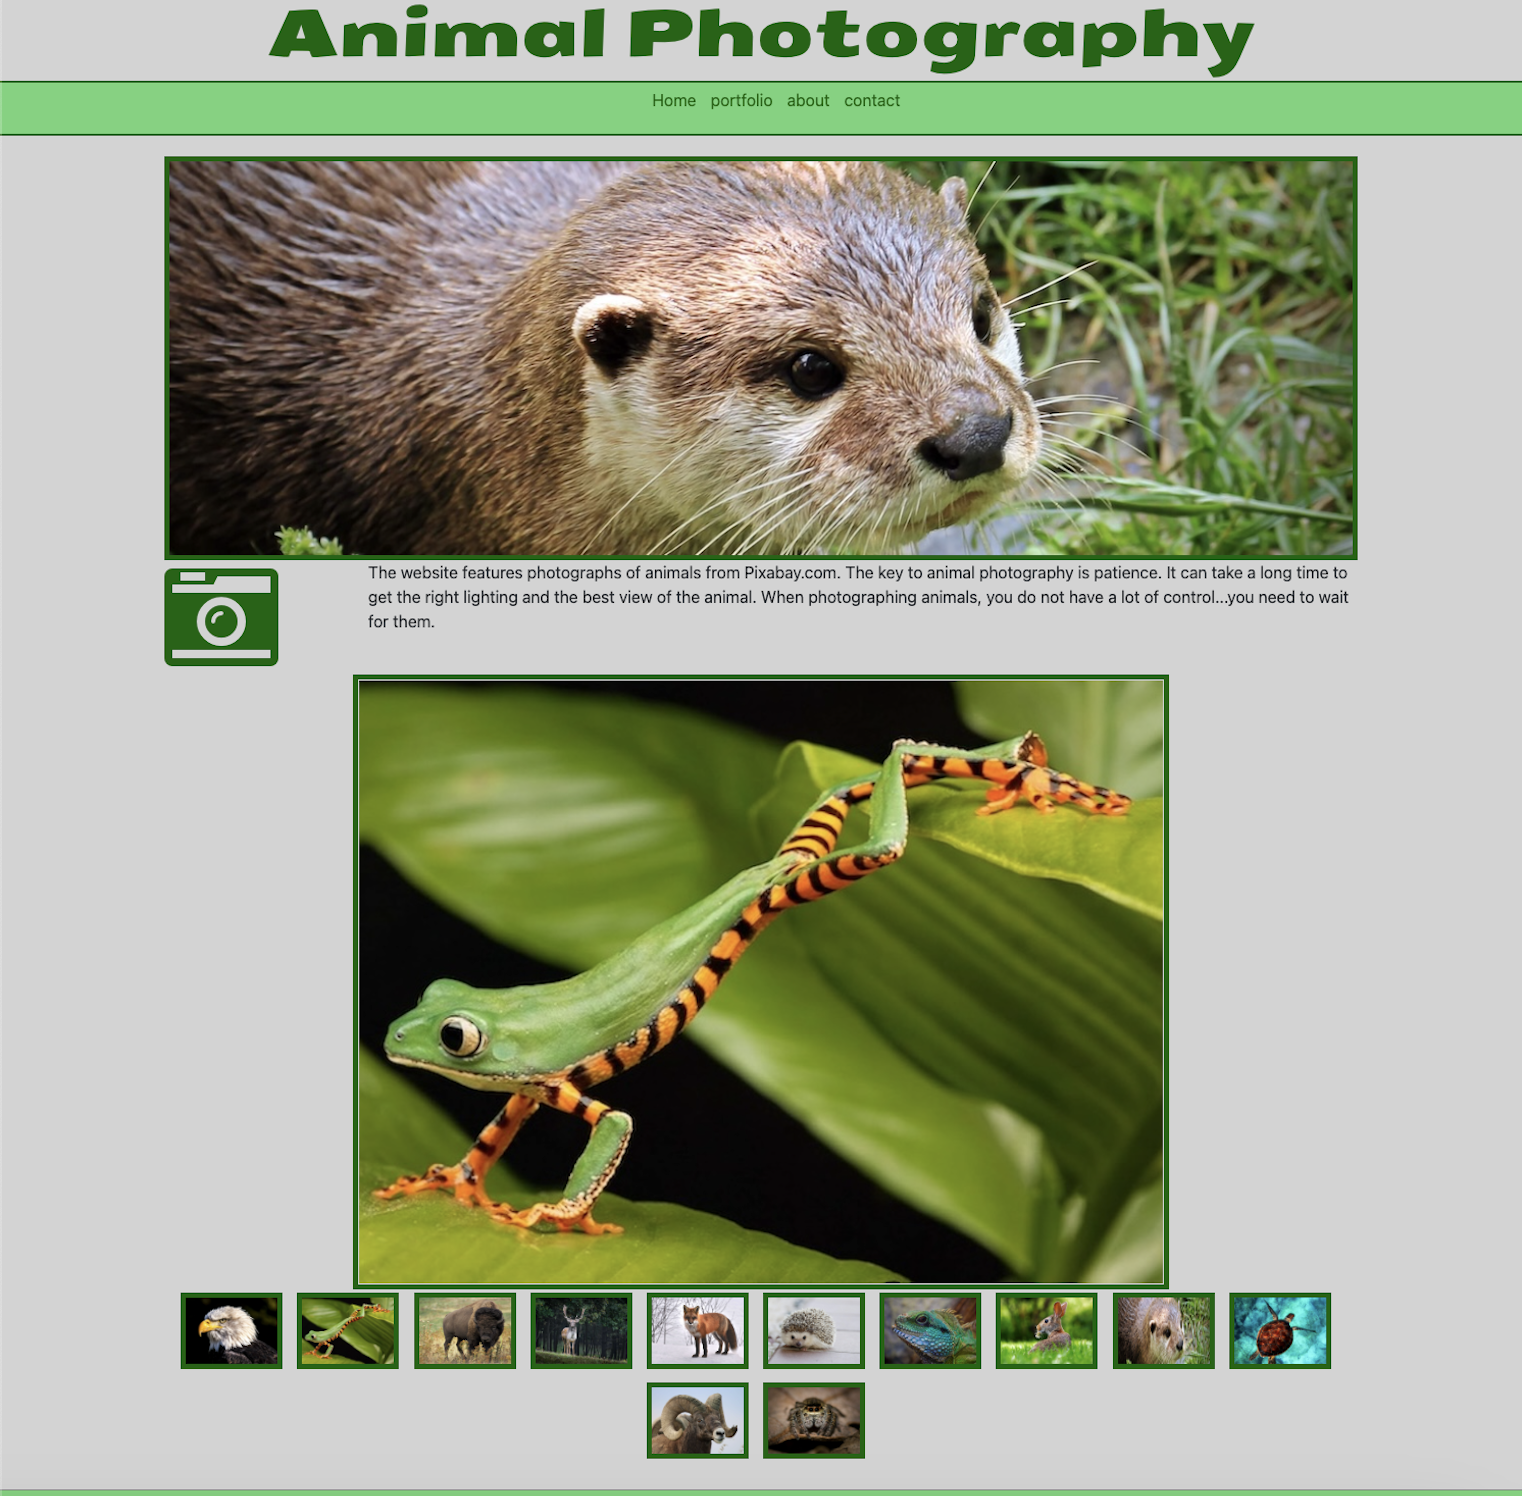 Animal Photography
Home portfolio about contact
The website features photographs of animals from Pixabay.com. The key to animal photography is patience. It can take a long time to
get the right lighting and the best view of the animal. When photographing animals, you do not have a lot of control...you need to wait
for them.